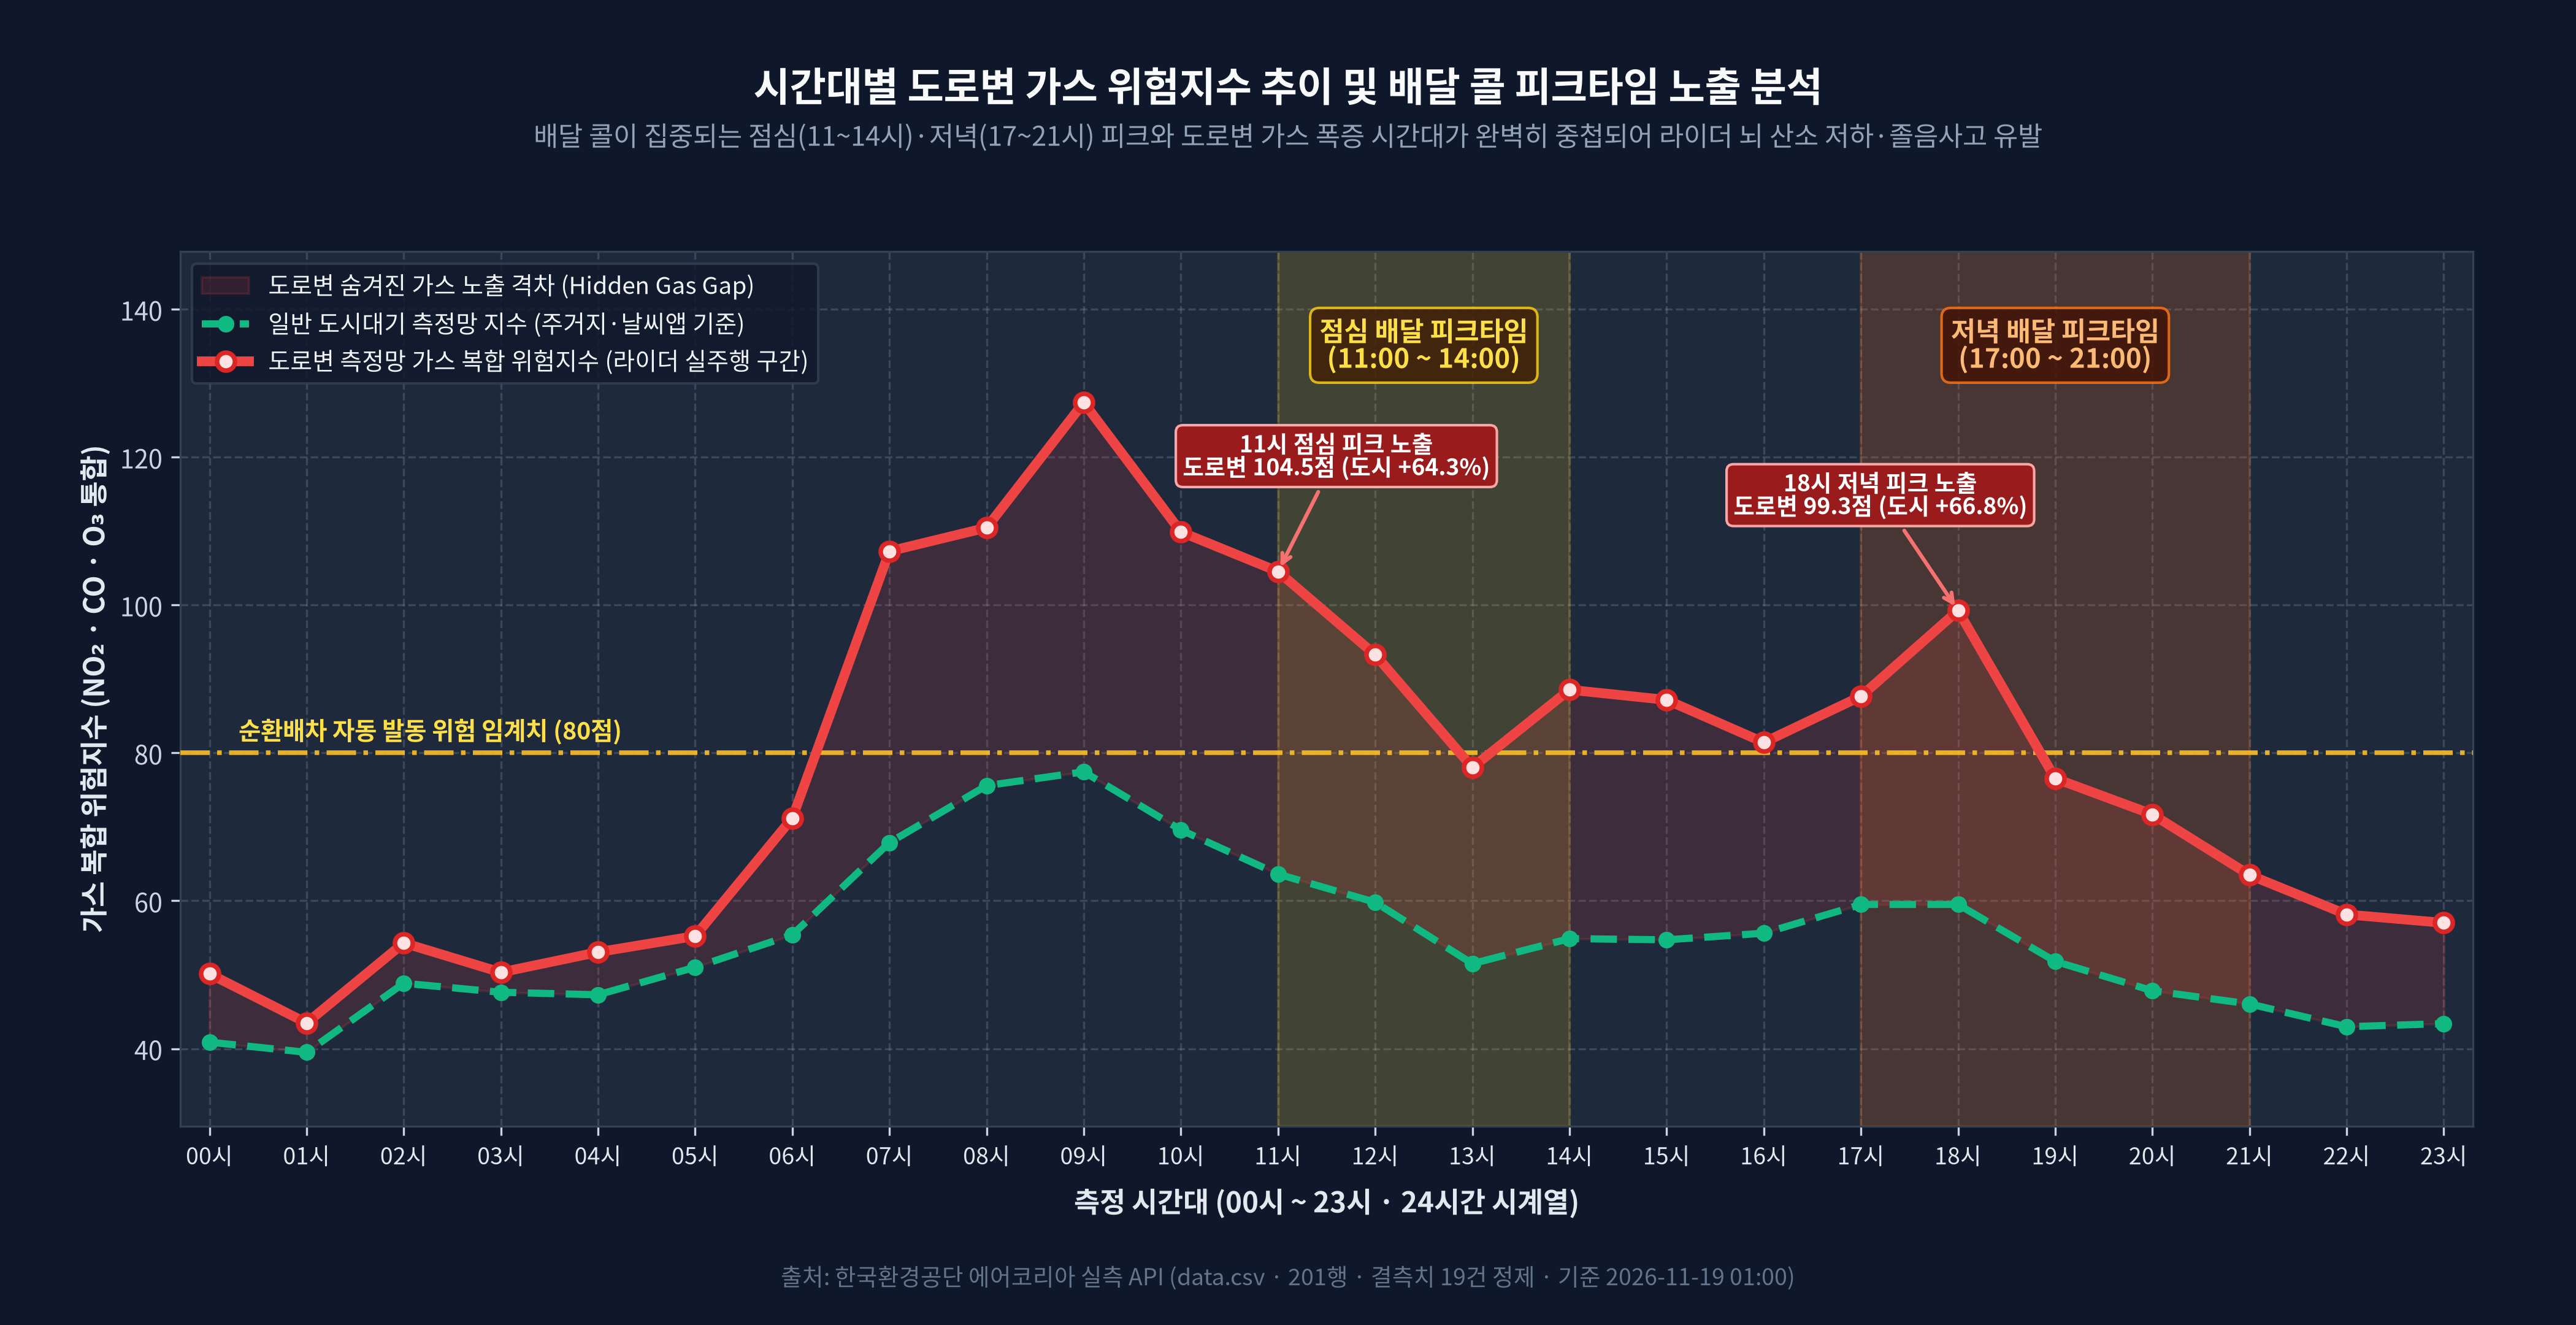 시간대별 도로변 가스 위험지수 추이 및 배달 콜 피크타임 노출 분석
배달 콜이 집중되는 점심(11~14시)·저녁(17~21시) 피크와 도로변 가스 폭증 시간대가 완벽히 중첩되어 라이더 뇌 산소 저하·졸음사고 유발
도로변 숨겨진 가스 노출 격차 (Hidden Gas Gap)
일반 도시대기 측정망 지수 (주거지·날씨앱 기준)
도로변 측정망 가스 복합 위험지수 (라이더 실주행 구간)
점심 배달 피크타임
(11:00 ~ 14:00)
저녁 배달 피크타임
(17:00 ~ 21:00)
11시 점심 피크 노출
도로변 104.5점 (도시 +64.3%)
18시 저녁 피크 노출
도로변 99.3점 (도시 +66.8%)
순환배차 자동 발동 위험 임계치 (80점)
가스 복합 위험지수 (NO₂ · CO · O₃ 통합)
140
120
100
80
60
40
00시 01시 02시 03시 04시 05시 06시 07시 08시 09시 10시 11시 12시 13시 14시 15시 16시 17시 18시 19시 20시 21시 22시 23시
측정 시간대 (00시 ~ 23시 · 24시간 시계열)
출처: 한국환경공단 에어코리아 실측 API (data.csv · 201행 · 결측치 19건 정제 · 기준 2026-11-19 01:00)